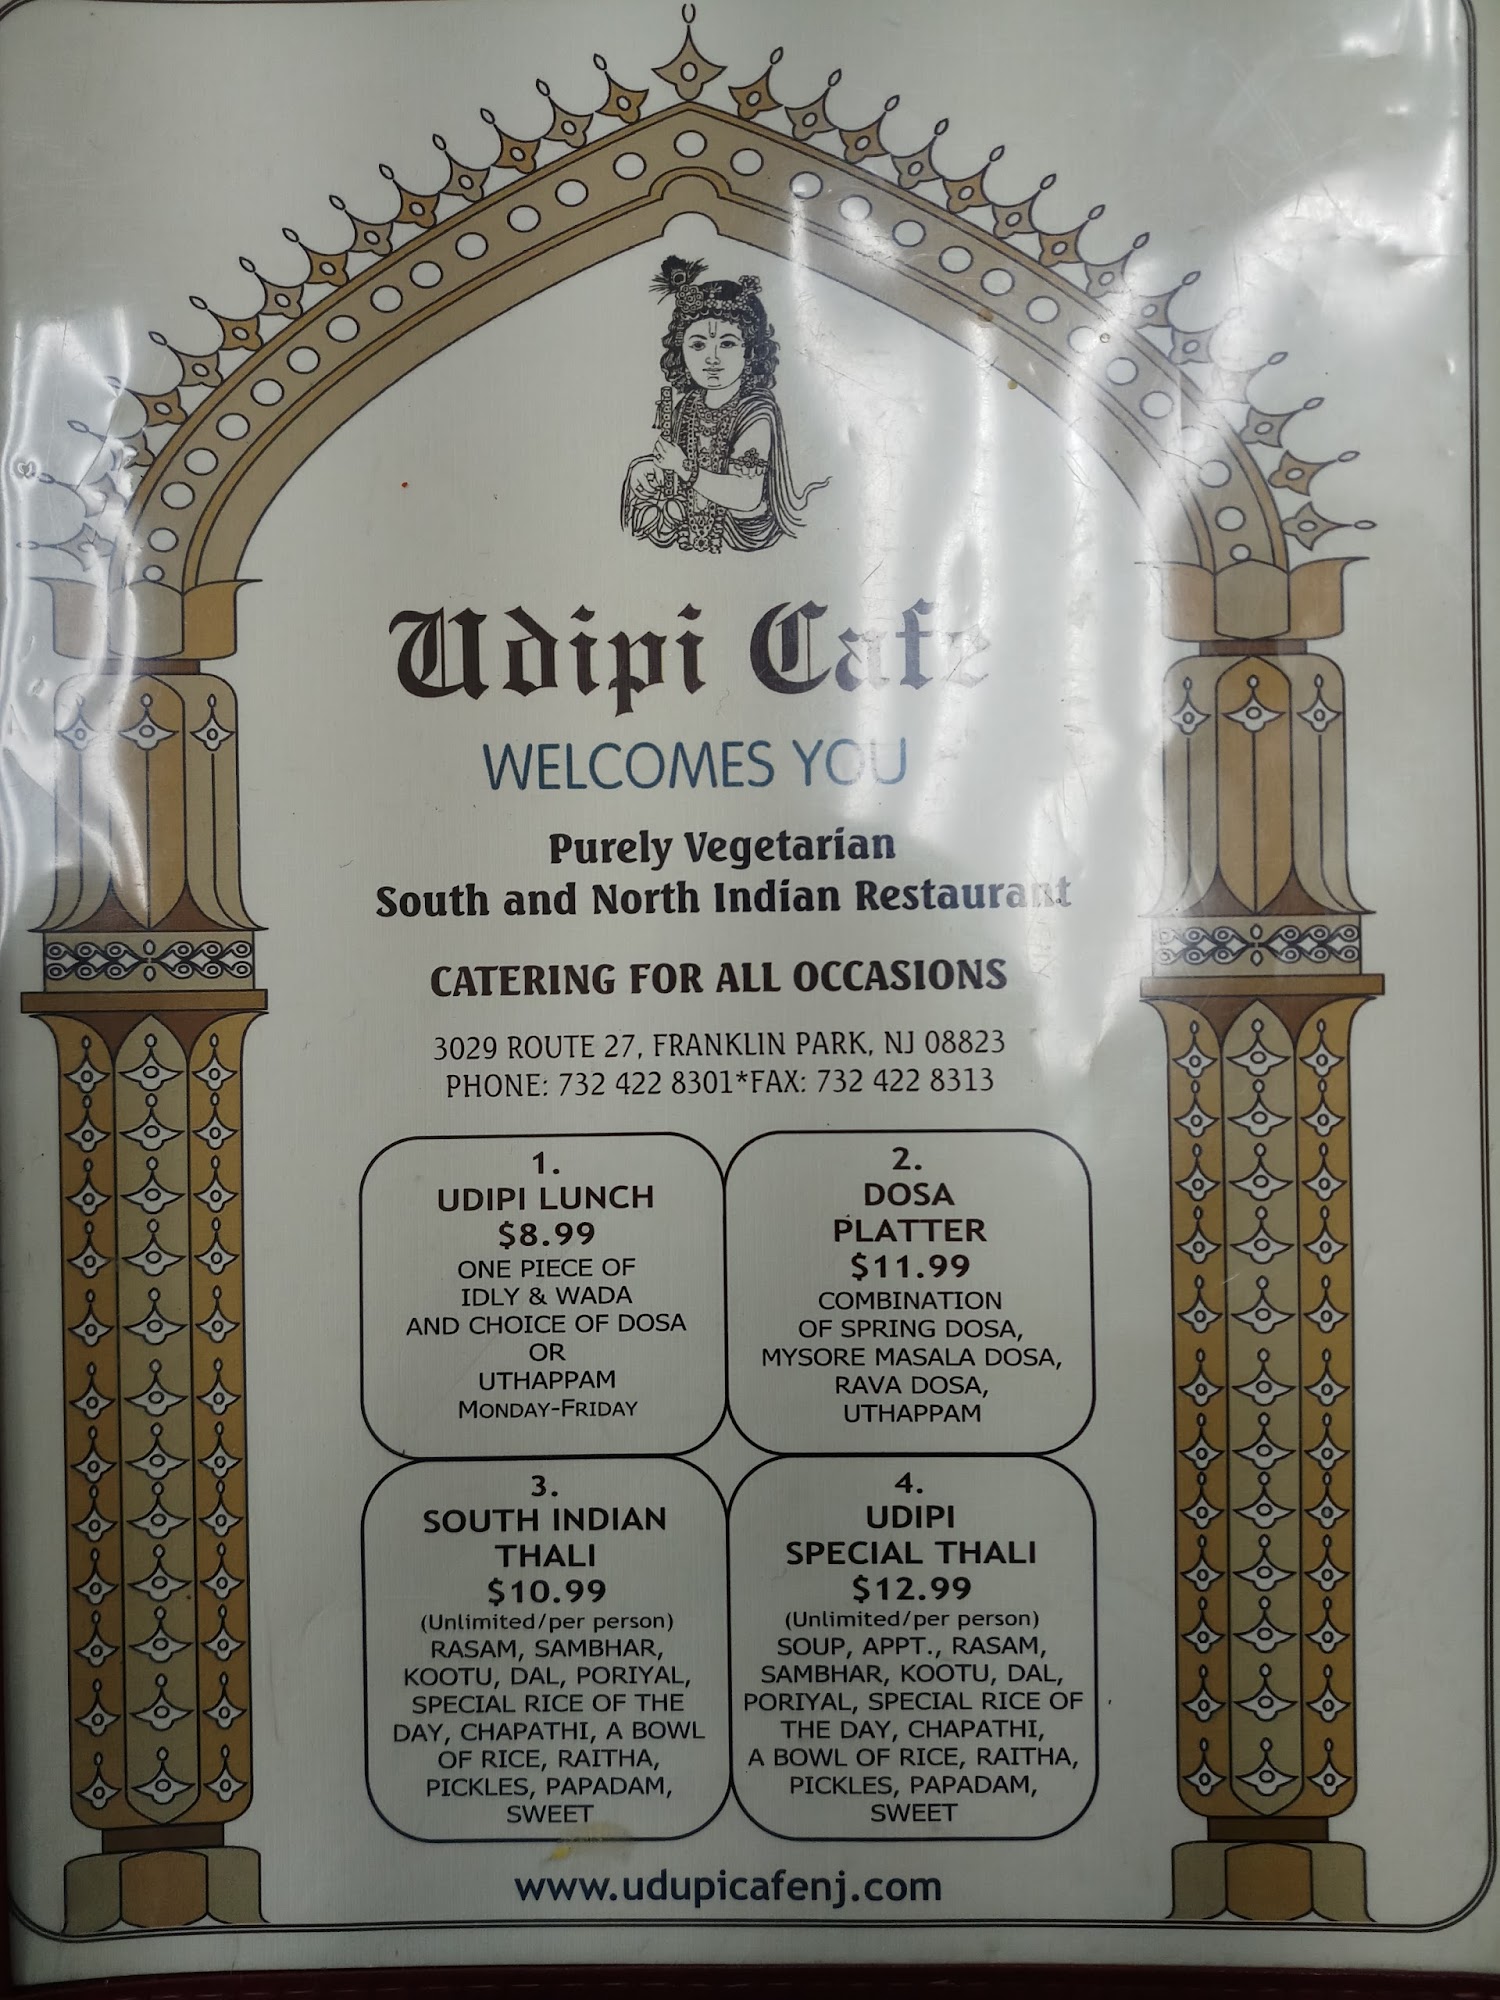 Udipi Cafe
WELCOMES YOU
Purely Vegetarian
South and North Indian Restaurant
CATERING FOR ALL OCCASIONS
3029 ROUTE 27, FRANKLIN PARK, NJ 08823
PHONE: 732 422 8301*FAX: 732 422 8313
1.
UDIPI LUNCH
$8.99
ONE PIECE OF
IDLY & WADA
AND CHOICE OF DOSA
OR
UTHAPPAM
MONDAY-FRIDAY
2.
DOSA
PLATTER
$11.99
COMBINATION
OF SPRING DOSA,
MYSORE MASALA DOSA,
RAVA DOSA,
UTHAPPAM
3.
SOUTH INDIAN
THALI
$10.99
(Unlimited/per person)
RASAM, SAMBHAR,
KOOTU, DAL, PORIYAL,
SPECIAL RICE OF THE
DAY, CHAPATHI, A BOWL
OF RICE, RAITHA,
PICKLES, PAPADAM,
SWEET
4.
UDIPI
SPECIAL THALI
$12.99
(Unlimited/per person)
SOUP, APPT., RASAM,
SAMBHAR, KOOTU, DAL,
PORIYAL, SPECIAL RICE OF
THE DAY, CHAPATHI,
A BOWL OF RICE, RAITHA,
PICKLES, PAPADAM,
SWEET
www.udupicafenj.com